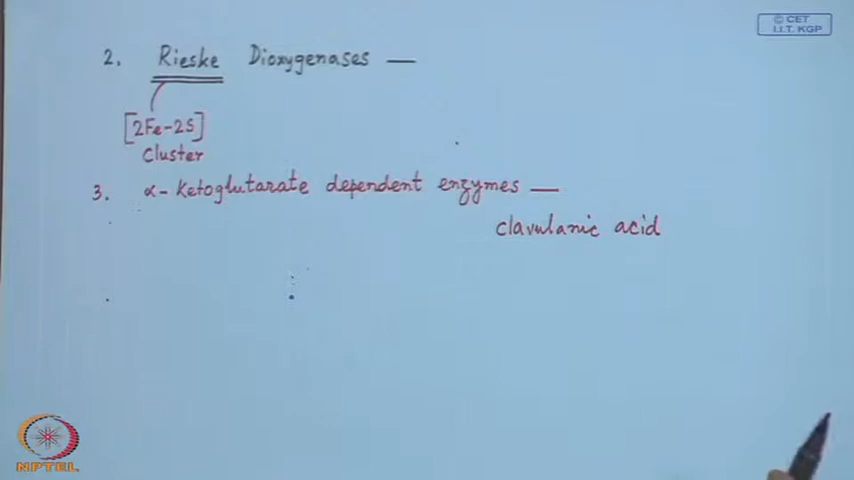 © CET
I.I.T. KGP
2. Rieske Dioxygenases —
[2Fe-2S]
Cluster
3. α-ketoglutarate dependent enzymes —
clavulanic acid
NPTEL